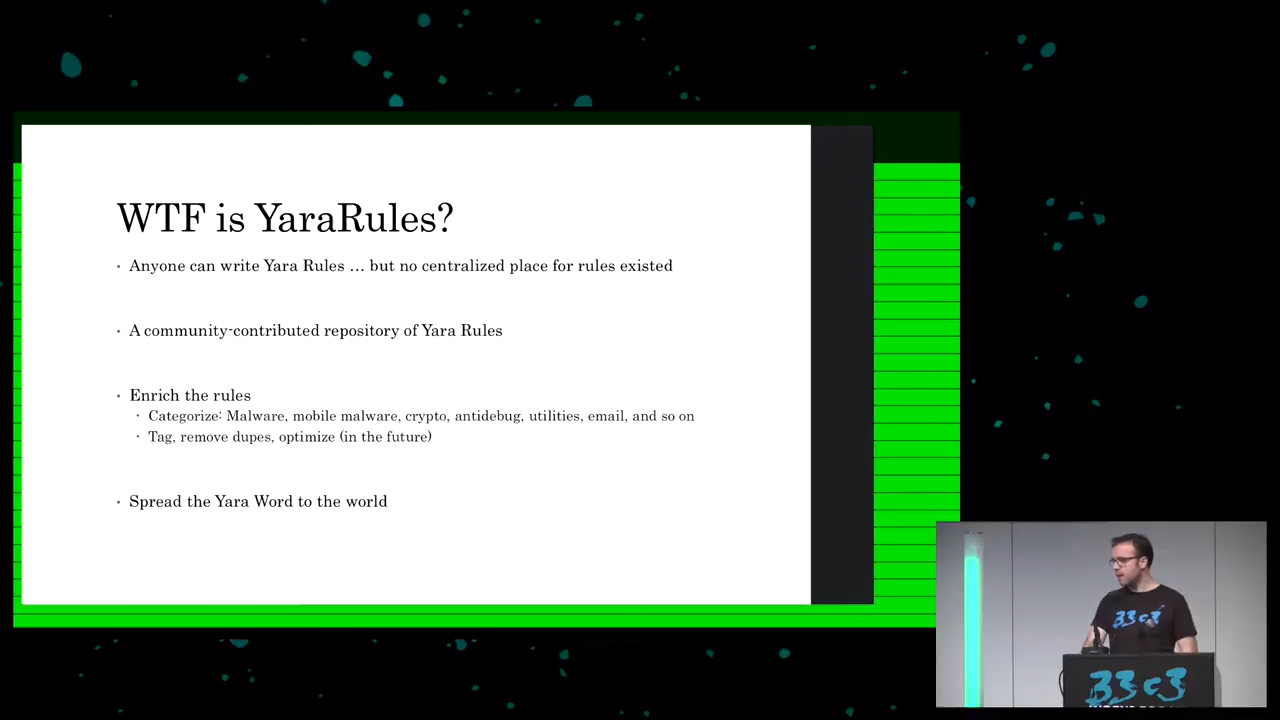 WTF is YaraRules?
• Anyone can write Yara Rules … but no centralized place for rules existed
• A community-contributed repository of Yara Rules
• Enrich the rules
• Categorize: Malware, mobile malware, crypto, antidebug, utilities, email, and so on
• Tag, remove dupes, optimize (in the future)
• Spread the Yara Word to the world
33c3
33c3